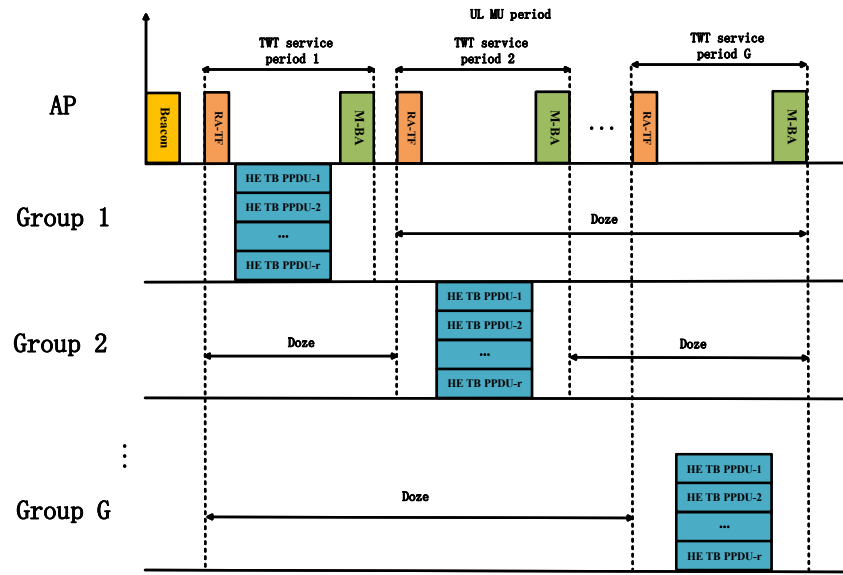 UL MU period
TWT service
period 1
TWT service
period 2
TWT service
period G
AP
Beacon
RA-TF
M-BA
RA-TF
M-BA
...
RA-TF
M-BA
Group 1
HE TB PPDU-1
HE TB PPDU-2
...
HE TB PPDU-r
Doze
Group 2
Doze
HE TB PPDU-1
HE TB PPDU-2
...
HE TB PPDU-r
Doze
⋮
Group G
Doze
HE TB PPDU-1
HE TB PPDU-2
...
HE TB PPDU-r